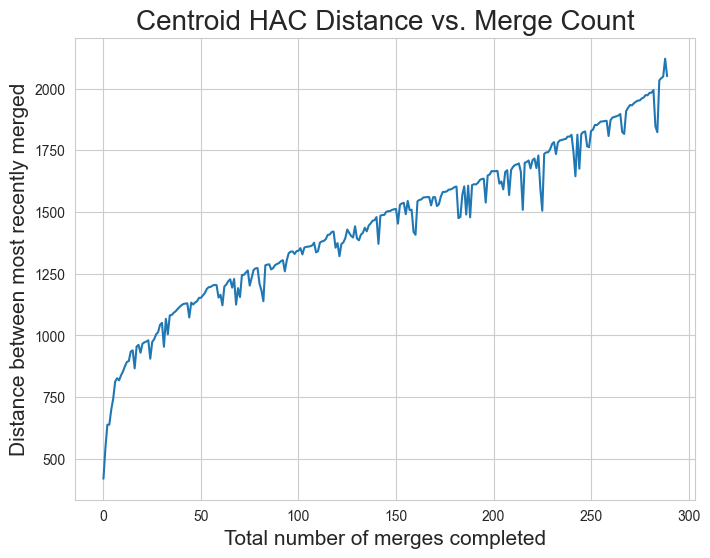 Centroid HAC Distance vs. Merge Count
Distance between most recently merged
2000
1750
1500
1250
1000
750
500
0 50 100 150 200 250 300
Total number of merges completed